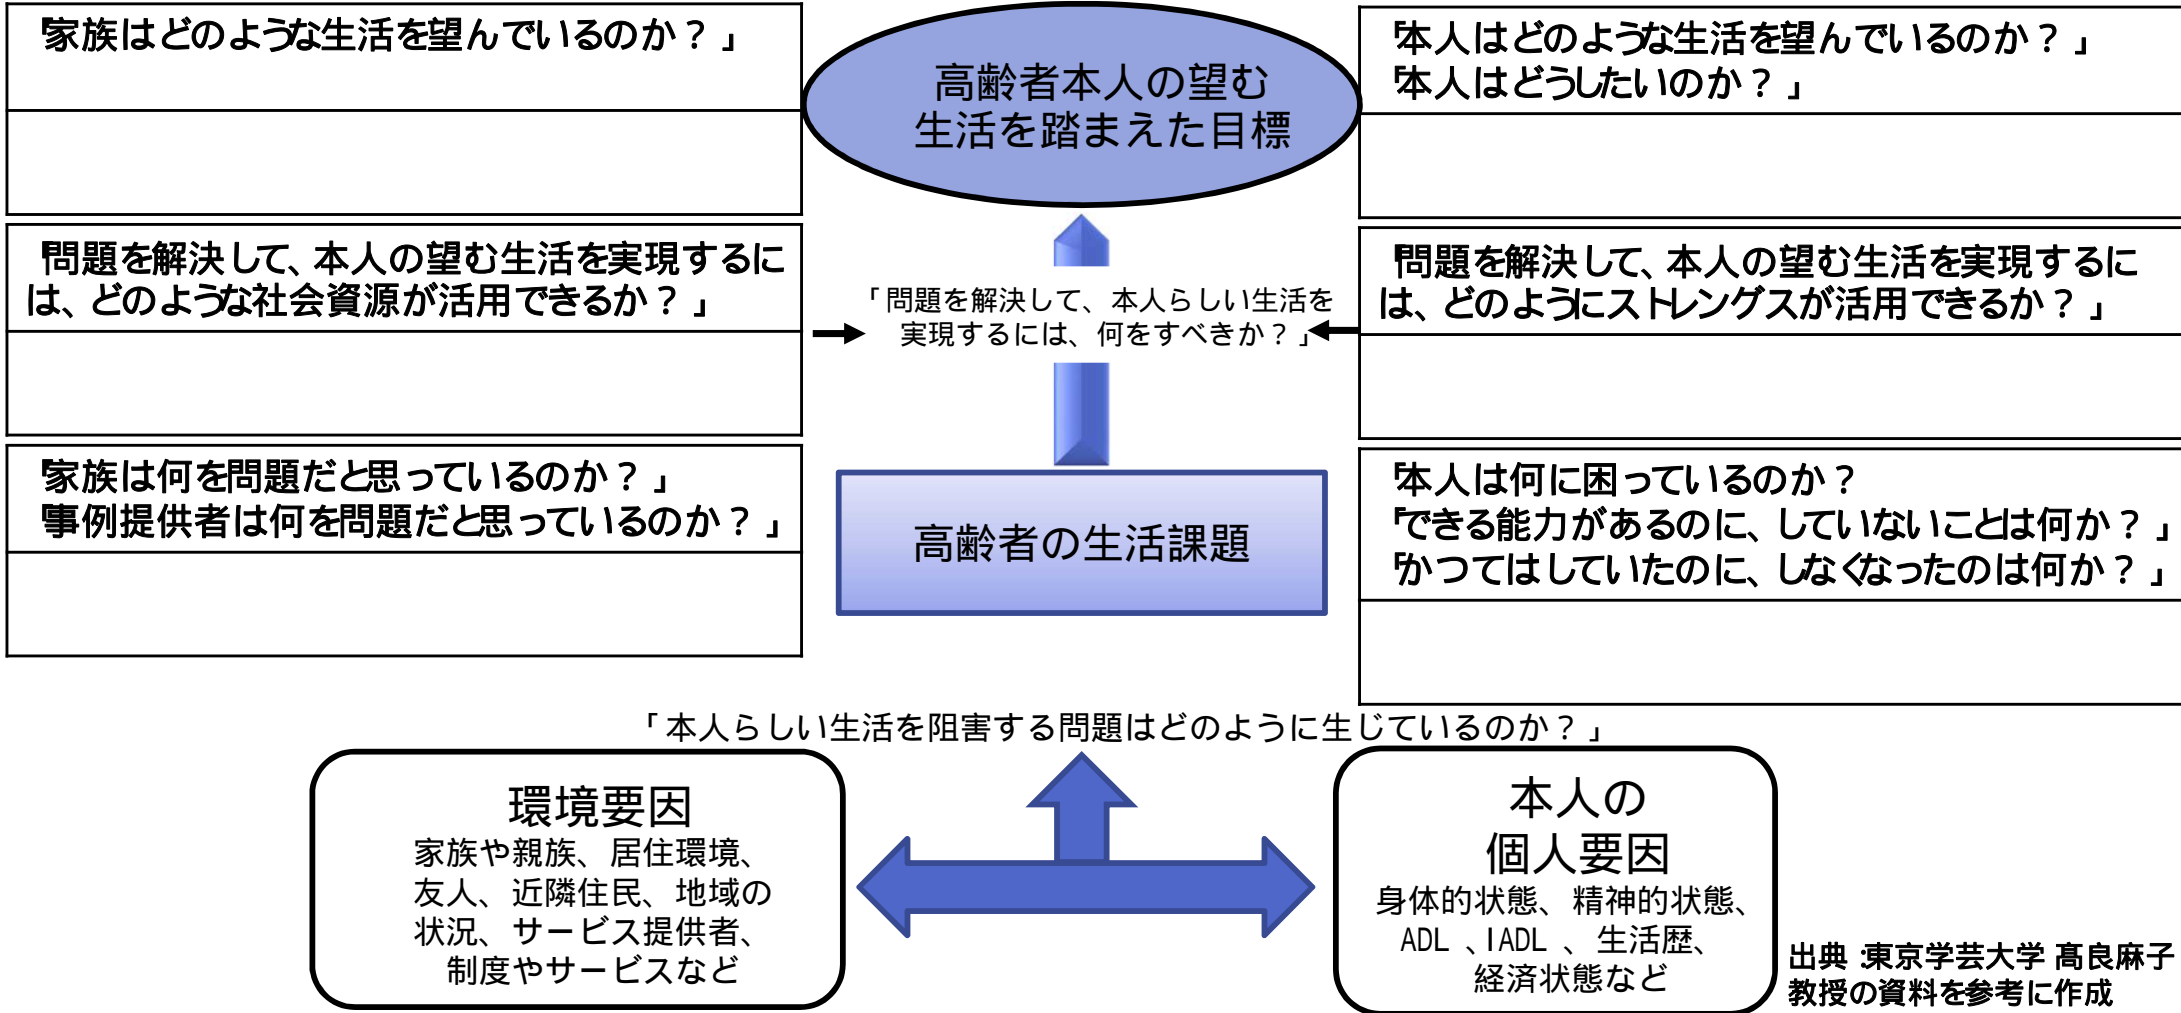 「家族はどのような生活を望んでいるのか？」
高齢者本人の望む
生活を踏まえた目標
「本人はどのような生活を望んでいるのか？」
「本人はどうしたいのか？」
「問題を解決して、本人の望む生活を実現するに
は、どのような社会資源が活用できるか？」
「問題を解決して、本人らしい生活を
実現するには、何をすべきか？」
「問題を解決して、本人の望む生活を実現するに
は、どのようにストレングスが活用できるか？」
「家族は何を問題だと思っているのか？」
「事例提供者は何を問題だと思っているのか？」
高齢者の生活課題
「本人は何に困っているのか？
「できる能力があるのに、していないことは何か？」
「かつてはしていたのに、しなくなったのは何か？」
「本人らしい生活を阻害する問題はどのように生じているのか？」
環境要因
家族や親族、居住環境、
友人、近隣住民、地域の
状況、サービス提供者、
制度やサービスなど
本人の
個人要因
身体的状態、精神的状態、
ADL、IADL、生活歴、
経済状態など
出典：東京学芸大学 髙良麻子
教授の資料を参考に作成